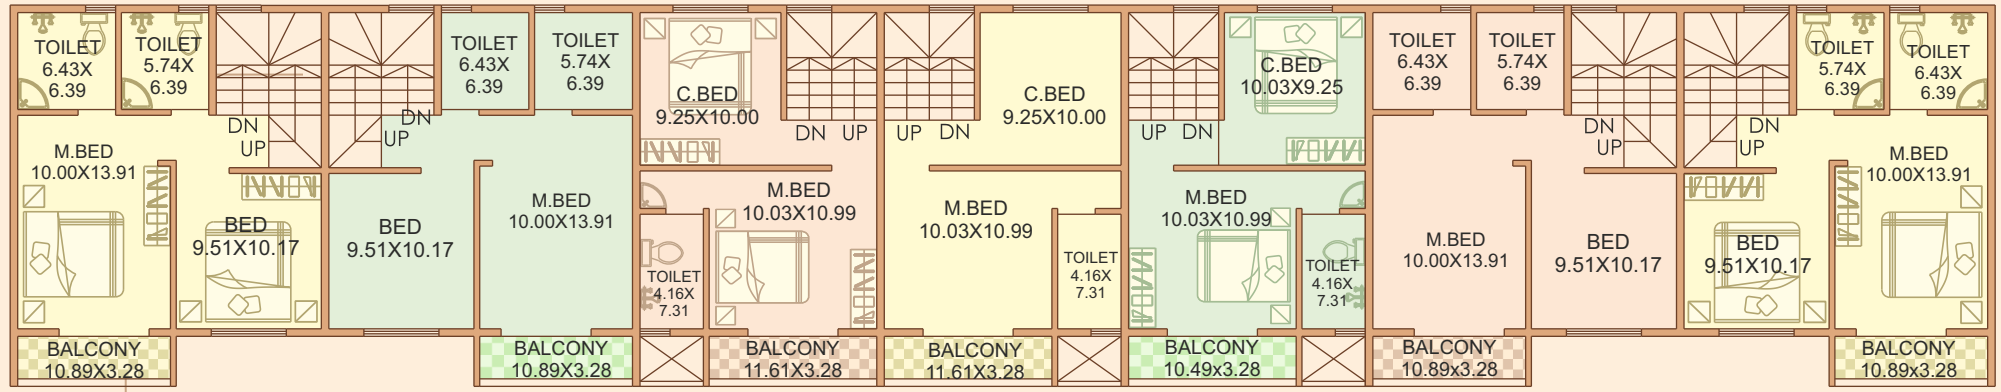 TOILET
6.43X
6.39
TOILET
5.74X
6.39
DN
UP
M.BED
10.00X13.91
BED
9.51X10.17
BALCONY
10.89X3.28
TOILET
6.43X
6.39
TOILET
5.74X
6.39
DN
UP
BED
9.51X10.17
M.BED
10.00X13.91
BALCONY
10.89X3.28
C.BED
9.25X10.00
DN UP
M.BED
10.03X10.99
TOILET
4.16X
7.31
BALCONY
11.61X3.28
C.BED
9.25X10.00
UP DN
M.BED
10.03X10.99
TOILET
4.16X
7.31
BALCONY
11.61X3.28
C.BED
10.03X9.25
UP DN
M.BED
10.03X10.99
TOILET
4.16X
7.31
BALCONY
10.49x3.28
TOILET
6.43X
6.39
TOILET
5.74X
6.39
DN
UP
M.BED
10.00X13.91
BED
9.51X10.17
BALCONY
10.89x3.28
TOILET
5.74X
6.39
TOILET
6.43X
6.39
DN
UP
M.BED
10.00X13.91
BED
9.51X10.17
BALCONY
10.89x3.28